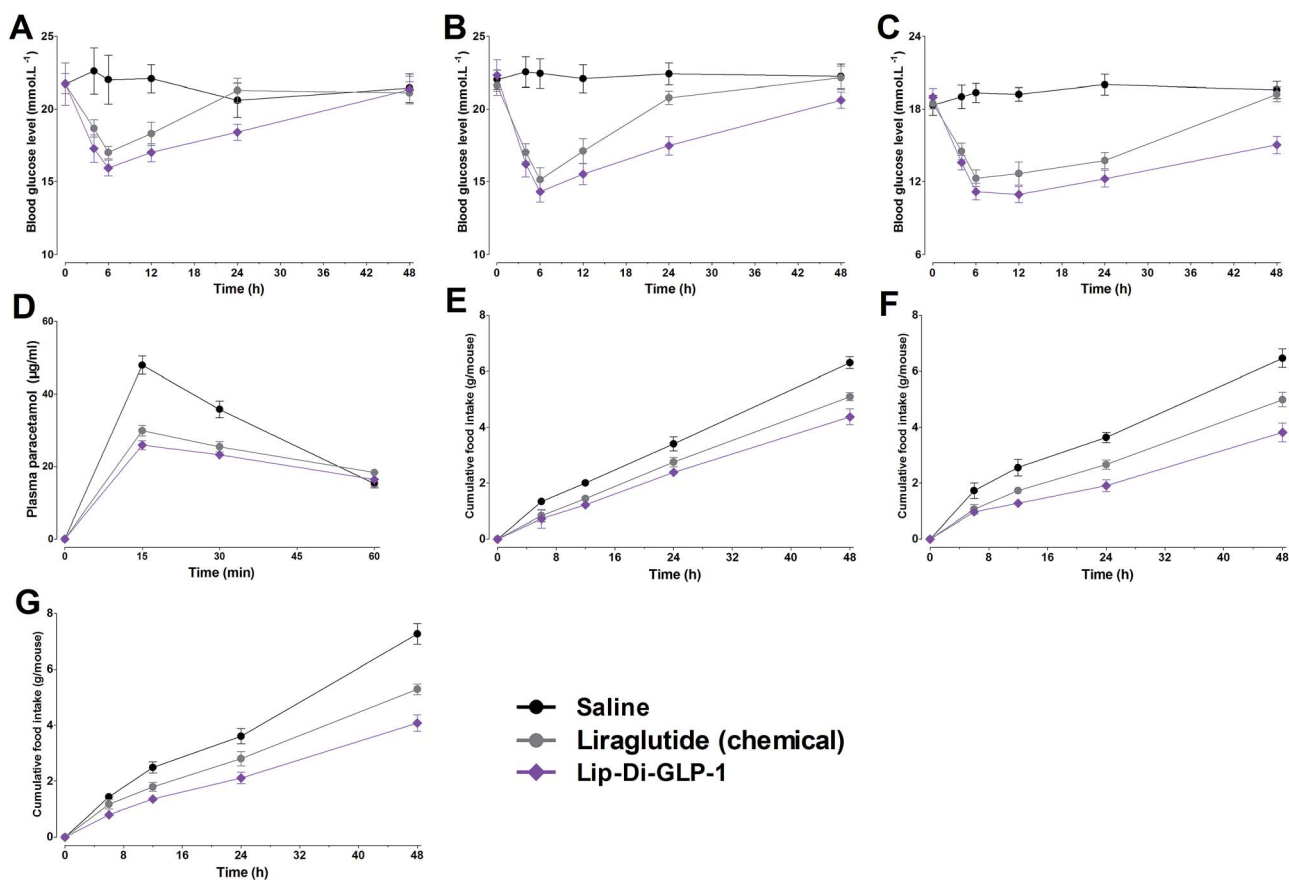 A
Blood glucose level (mmol.L -1)
25
20
15
10
0 6 12 18 24 30 36 42 48
Time (h)
B
Blood glucose level (mmol.L -1)
25
20
15
10
0 6 12 18 24 30 36 42 48
Time (h)
C
Blood glucose level (mmol.L -1)
24
18
12
6
0 6 12 18 24 30 36 42 48
Time (h)
D
Plasma paracetamol (µg/ml)
60
40
20
0
0 15 30 45 60
Time (min)
E
Cumulative food intake (g/mouse)
8
6
4
2
0
0 8 16 24 32 40 48
Time (h)
F
Cumulative food intake (g/mouse)
8
6
4
2
0
0 8 16 24 32 40 48
Time (h)
G
Cumulative food intake (g/mouse)
8
6
4
2
0
0 8 16 24 32 40 48
Time (h)
Saline
Liraglutide (chemical)
Lip-Di-GLP-1